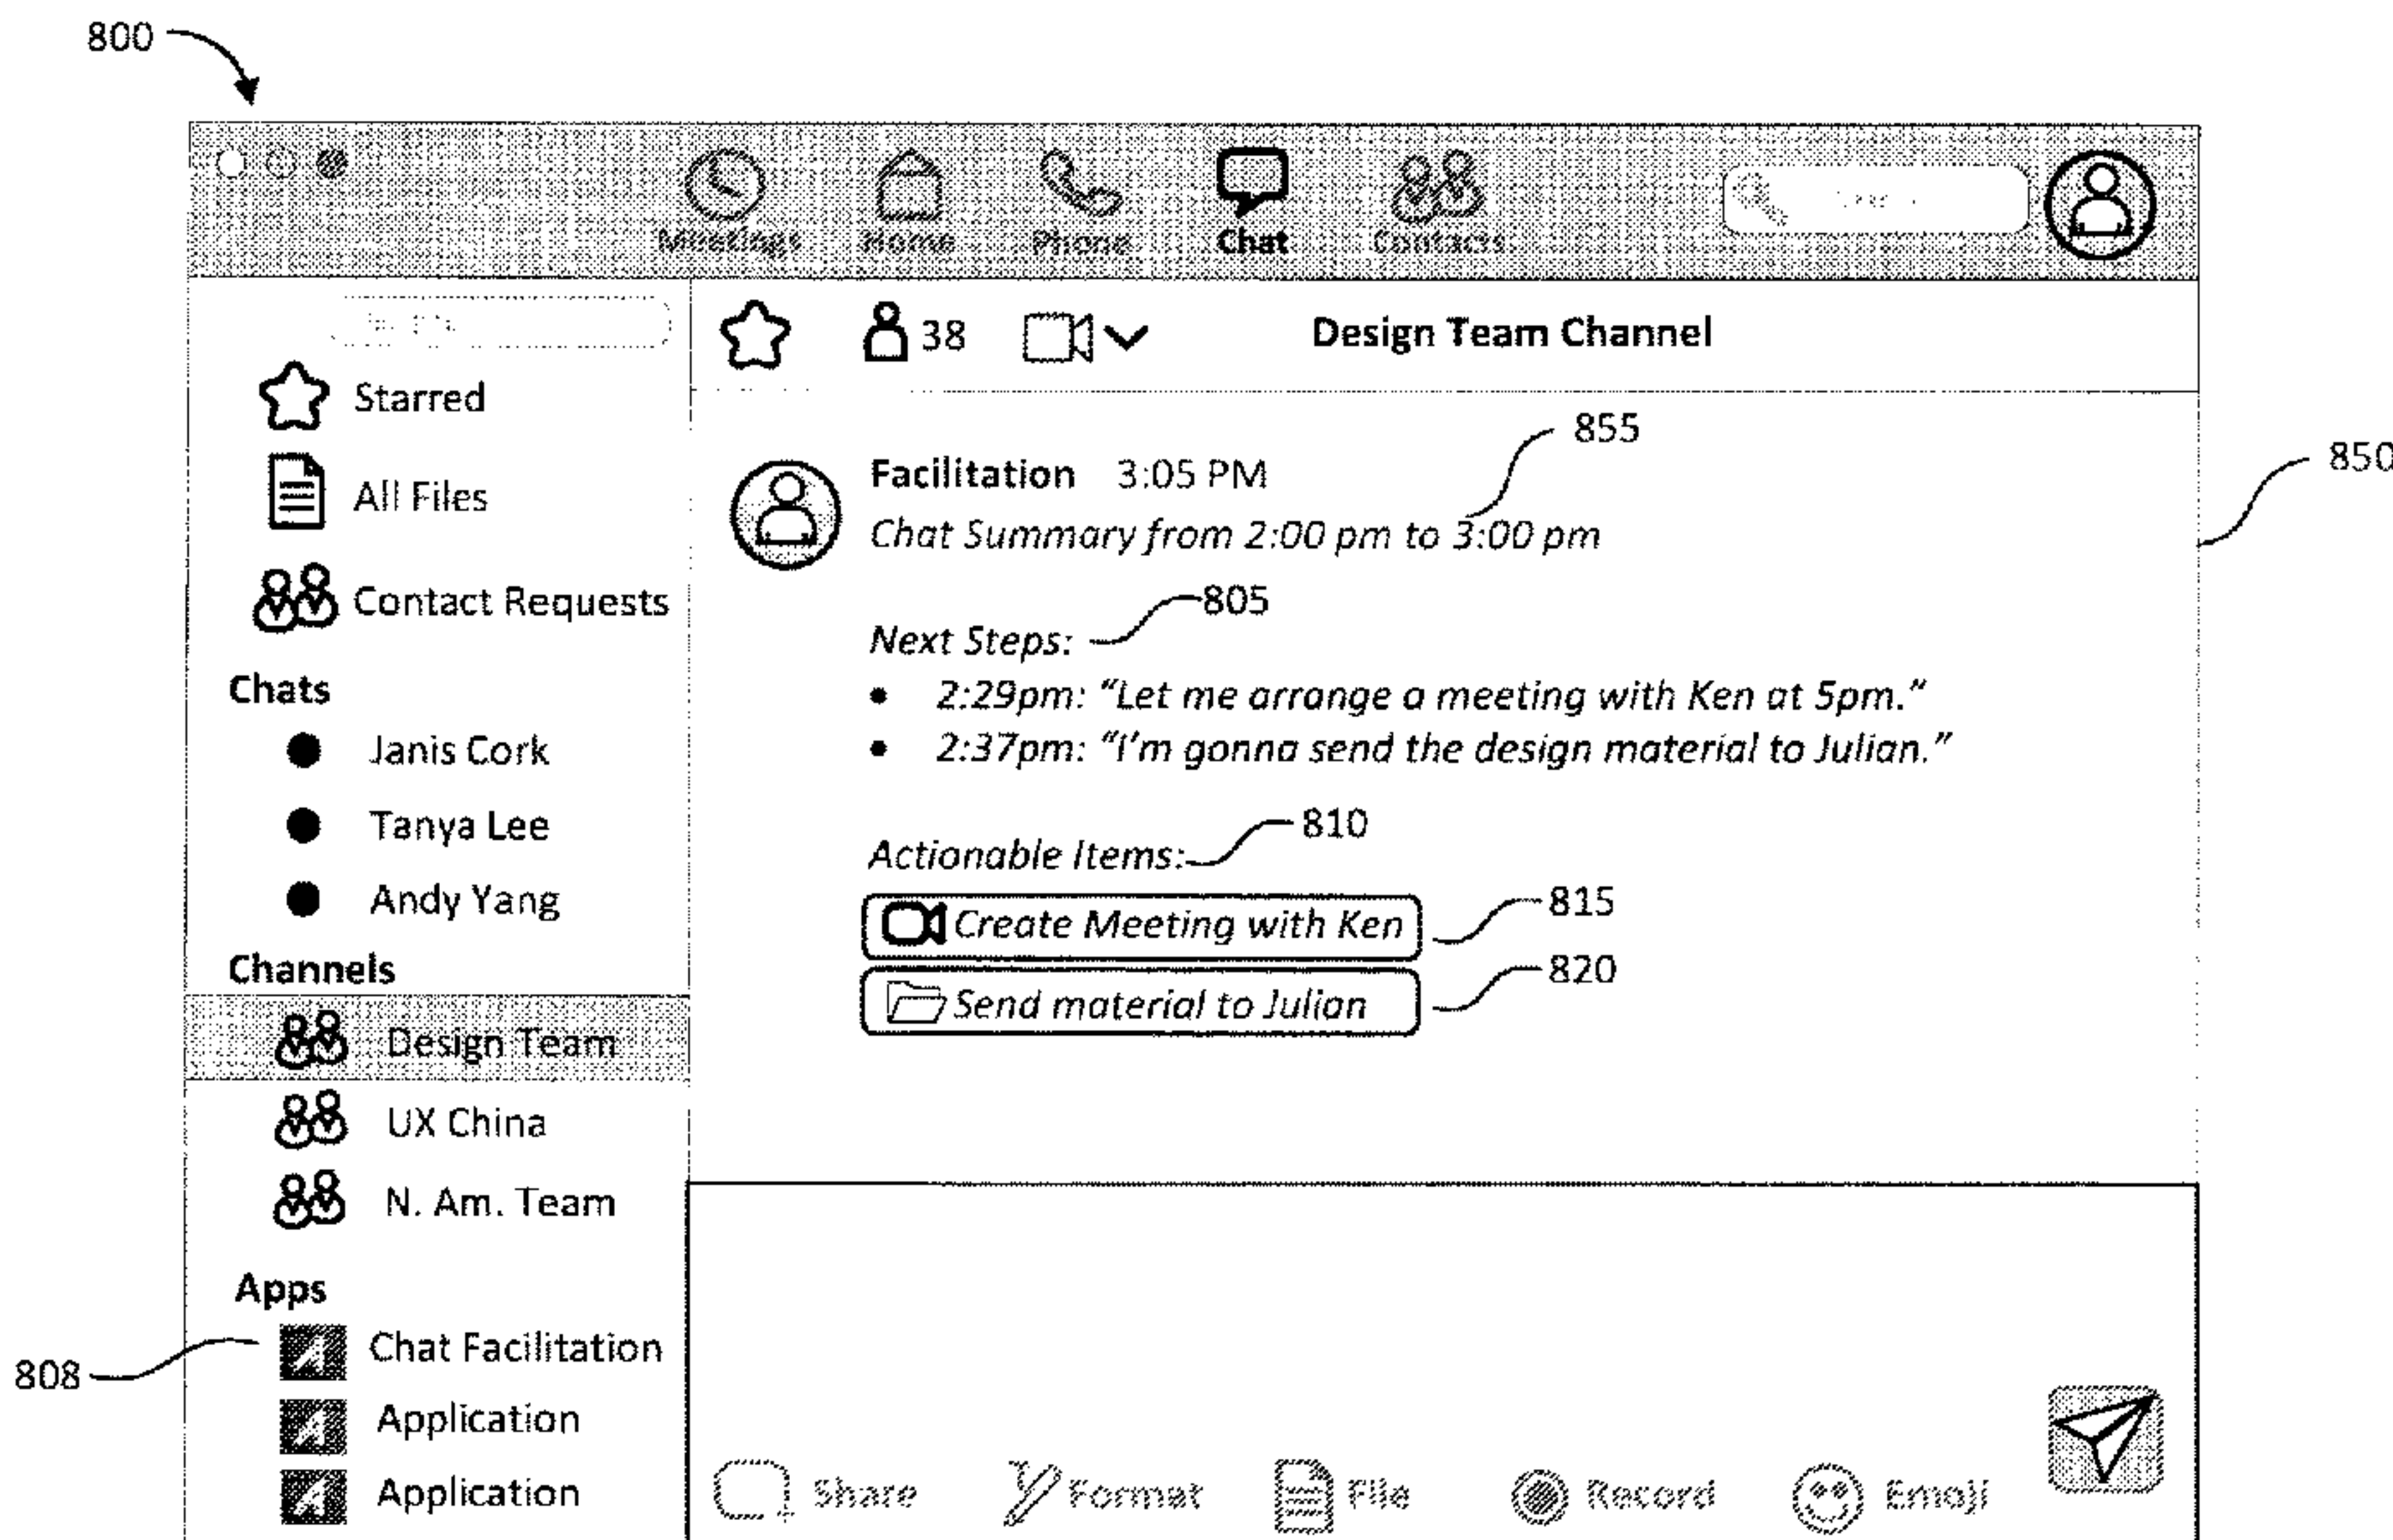 800
Meetings Home Phone Chat Contacts
38 Design Team Channel
Starred
All Files
Contact Requests
Chats
Janis Cork
Tanya Lee
Andy Yang
Channels
Design Team
UX China
N. Am. Team
Apps
808
Chat Facilitation
Application
Application
855
850
Facilitation 3:05 PM
Chat Summary from 2:00 pm to 3:00 pm
805
Next Steps:
• 2:29pm: “Let me arrange a meeting with Ken at 5pm.”
• 2:37pm: “I’m gonna send the design material to Julian.”
810
Actionable Items:
Create Meeting with Ken
815
Send material to Julian
820
Share Format File Record Emoji